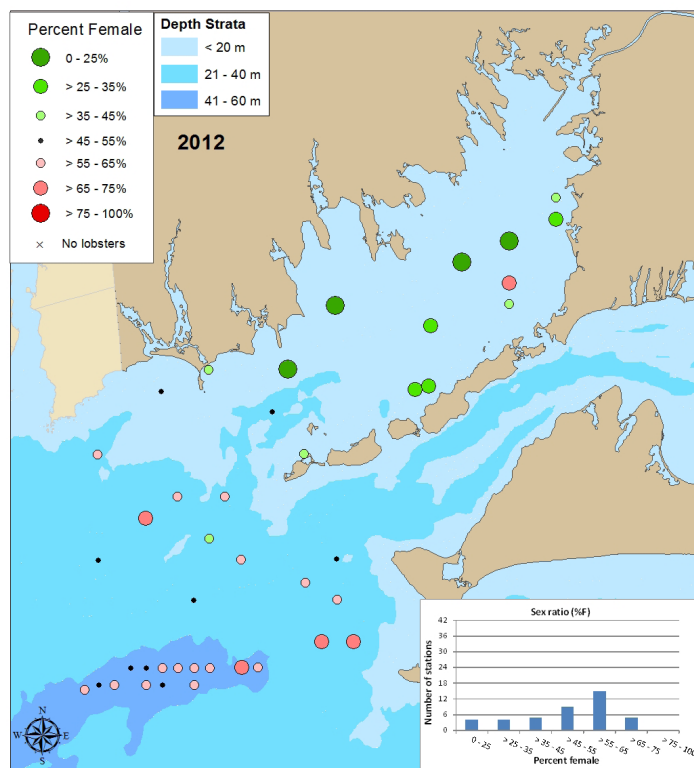 Percent Female
0 - 25%
> 25 - 35%
> 35 - 45%
> 45 - 55%
> 55 - 65%
> 65 - 75%
> 75 - 100%
No lobsters
Depth Strata
< 20 m
21 - 40 m
41 - 60 m
2012
N
W E
S
Sex ratio (%F)
Number of stations
42
36
30
24
18
12
6
0
0 - 25
> 25 - 35
> 35 - 45
> 45 - 55
> 55 - 65
> 65 - 75
> 75 - 100
Percent female